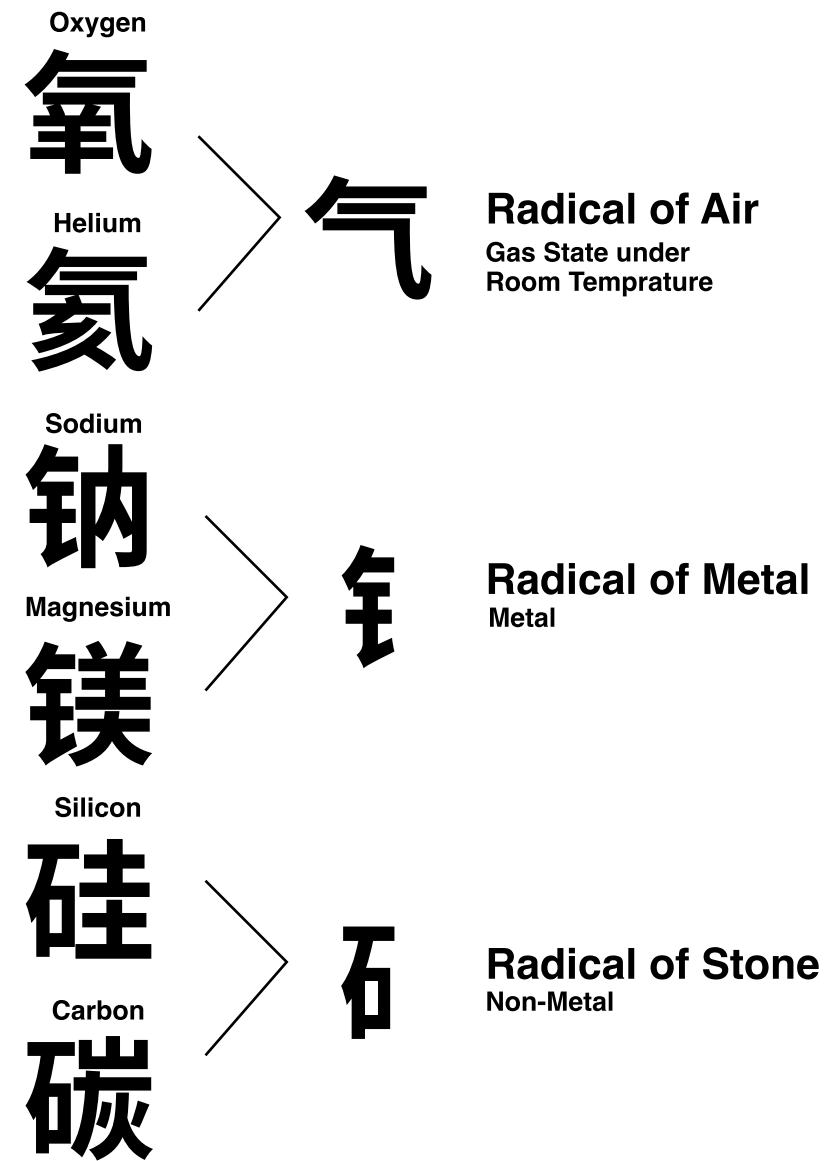 Oxygen
氧
Helium
氦
气
Radical of Air
Gas State under
Room Temprature
Sodium
钠
Magnesium
镁
钅
Radical of Metal
Metal
Silicon
硅
Carbon
碳
石
Radical of Stone
Non-Metal